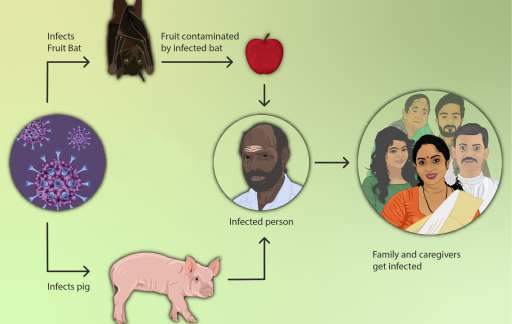 Infects
Fruit Bat
Fruit contaminated
by infected bat
Infected person
Family and caregivers
get infected
Infects pig